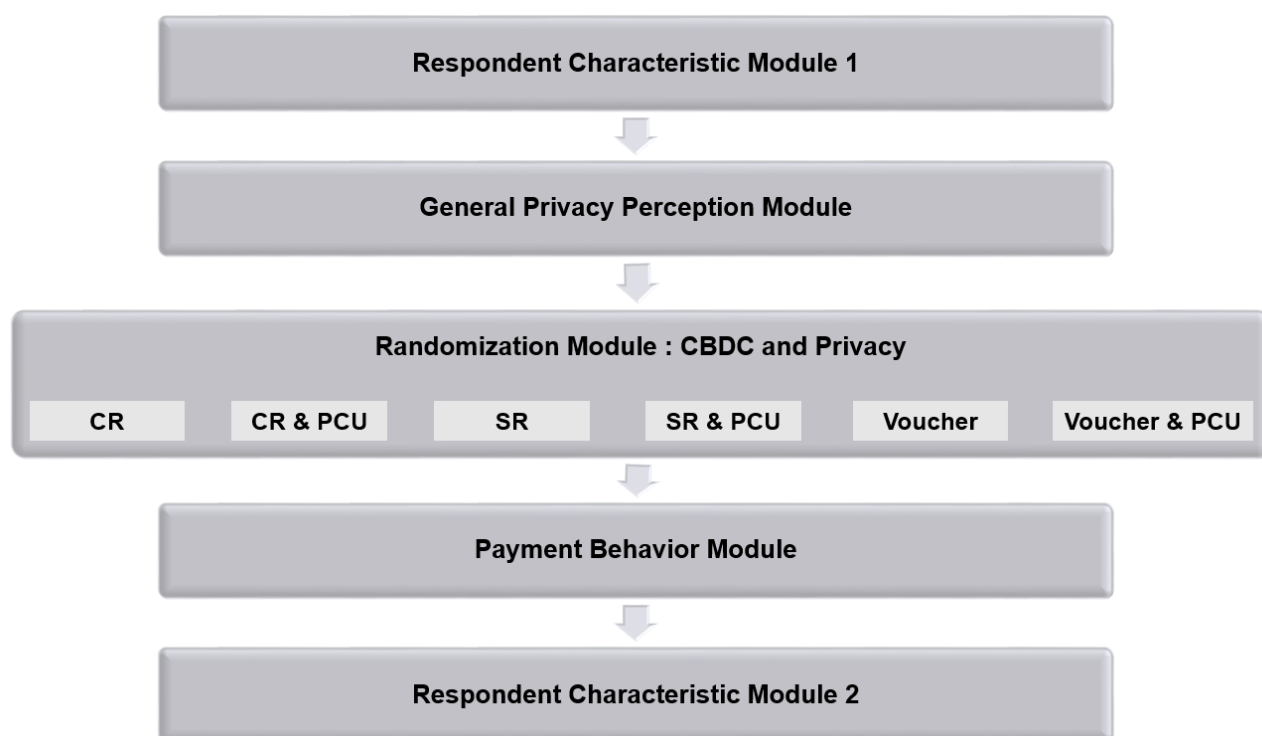 Respondent Characteristic Module 1
General Privacy Perception Module
Randomization Module : CBDC and Privacy
CR
CR & PCU
SR
SR & PCU
Voucher
Voucher & PCU
Payment Behavior Module
Respondent Characteristic Module 2